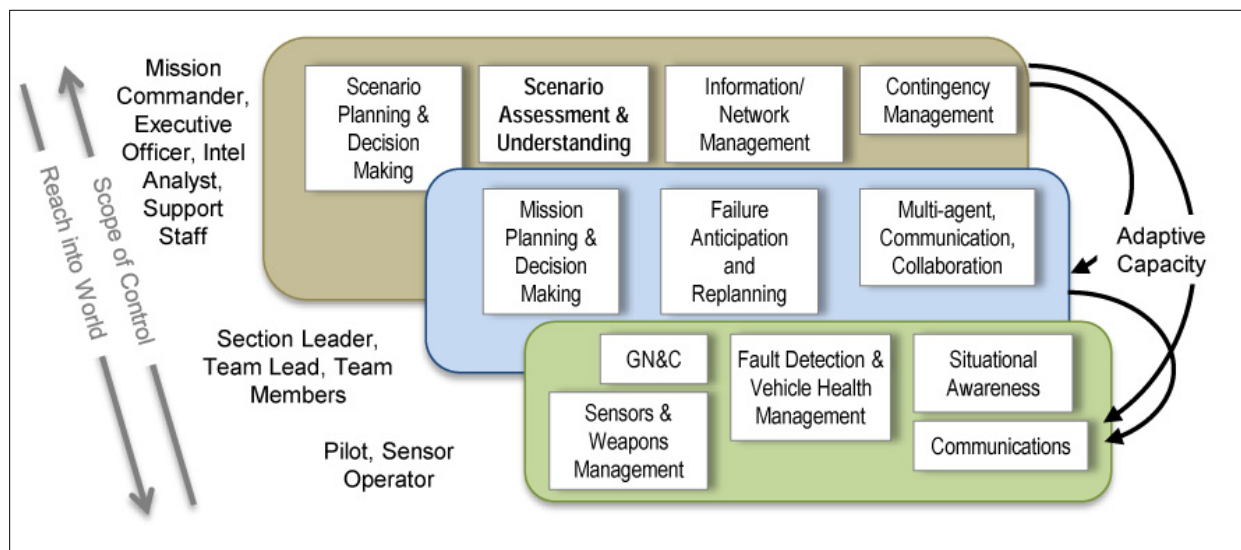 Mission
Commander,
Executive
Officer, Intel
Analyst,
Support
Staff
Scenario
Planning &
Decision
Making
Scenario
Assessment &
Understanding
Information/
Network
Management
Contingency
Management
Reach into World
Scope of Control
Mission
Planning &
Decision
Making
Failure
Anticipation
and
Replanning
Multi-agent,
Communication,
Collaboration
Adaptive
Capacity
Section Leader,
Team Lead, Team
Members
GN&C
Fault Detection &
Vehicle Health
Management
Situational
Awareness
Sensors &
Weapons
Management
Communications
Pilot, Sensor
Operator